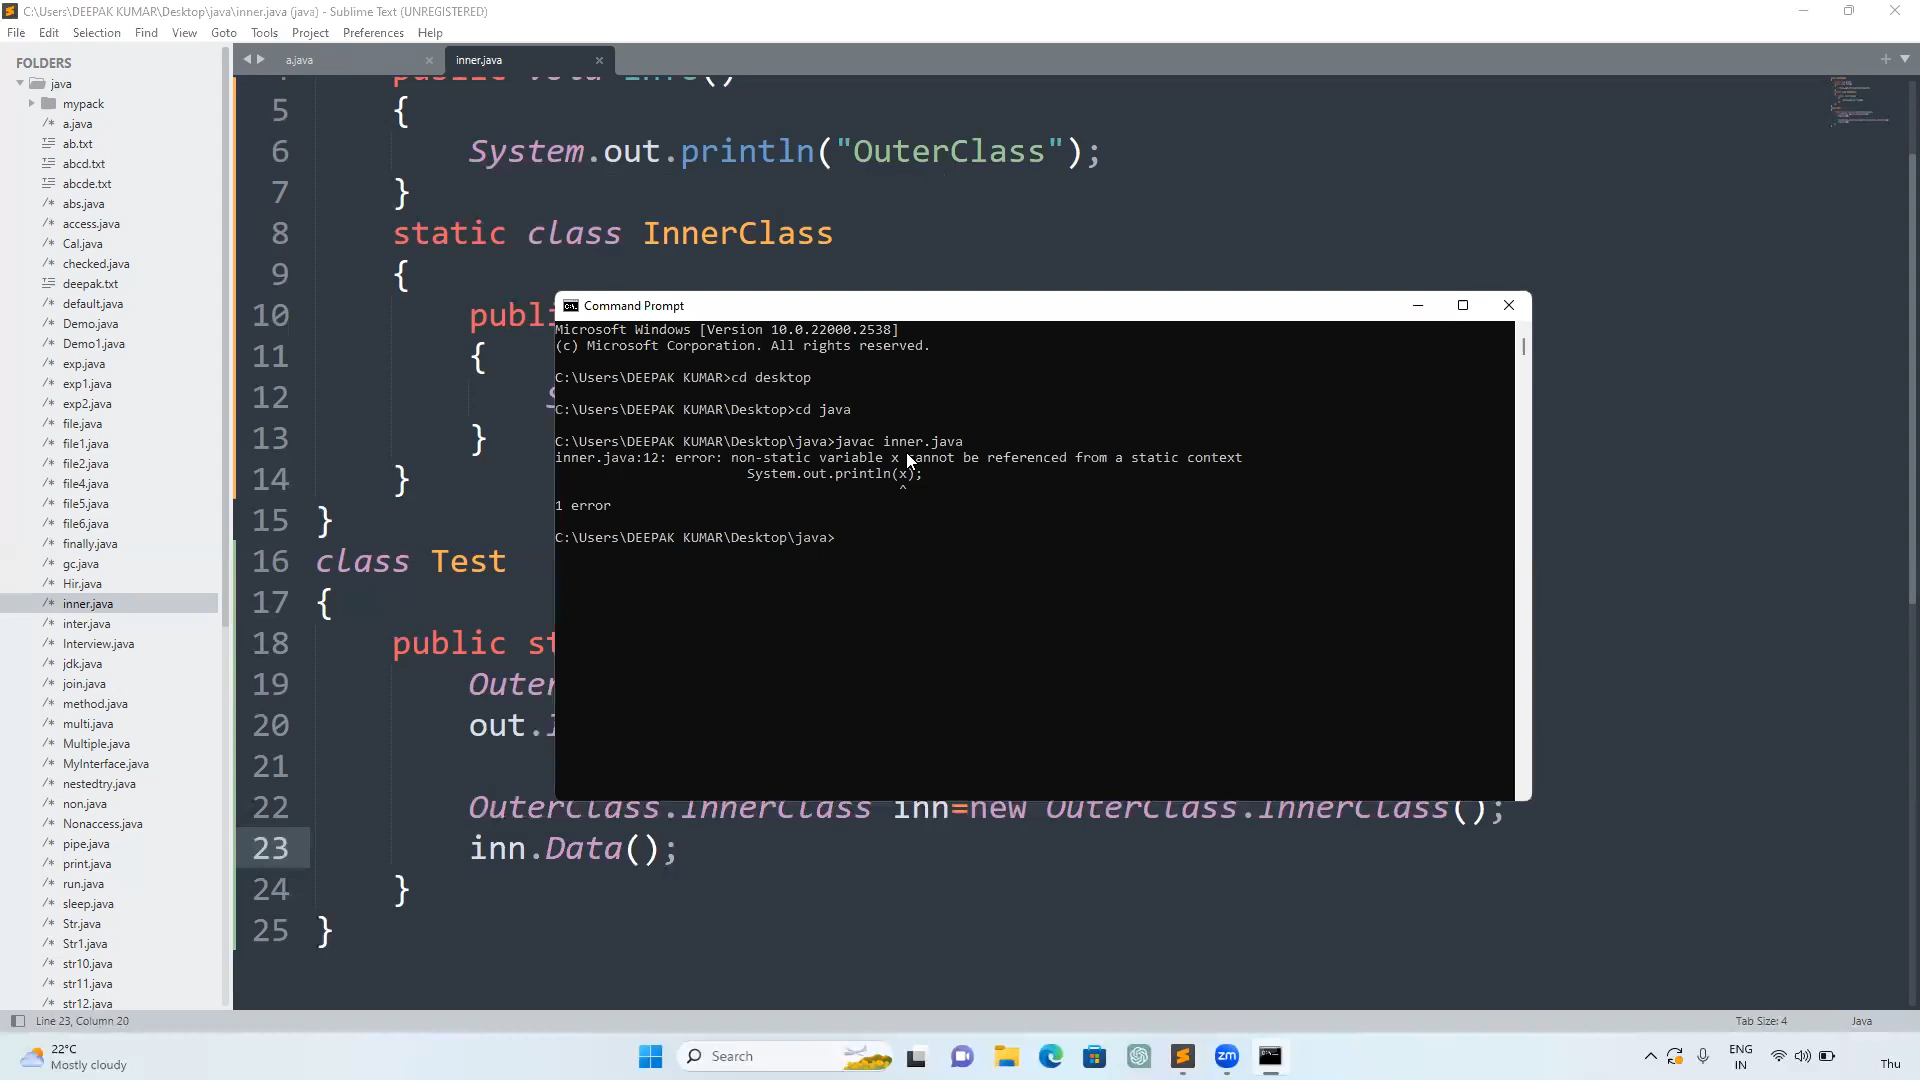 C:\Users\DEEPAK KUMAR\Desktop\java\inner.java (java) - Sublime Text (UNREGISTERED)
File Edit Selection Find View Goto Tools Project Preferences Help
FOLDERS
java
mypack
a.java
ab.txt
abcd.txt
abcde.txt
abs.java
access.java
Cal.java
checked.java
deepak.txt
default.java
Demo.java
Demo1.java
exp.java
exp1.java
exp2.java
file.java
file1.java
file2.java
file4.java
file5.java
file6.java
finally.java
gc.java
Hir.java
inner.java
inter.java
Interview.java
jdk.java
join.java
method.java
multi.java
Multiple.java
MyInterface.java
nestedtry.java
non.java
Nonaccess.java
pipe.java
print.java
run.java
sleep.java
Str.java
Str1.java
str10.java
str11.java
str12.java
a.java inner.java
5 {
6 System.out.println("OuterClass");
7 }
8 static class InnerClass
9 {
10 publi
11 {
12
13 }
14 }
15 }
16 class Test
17 {
18 public st
19 Outer
20 out.
21
22 OuterClass.InnerClass inn=new OuterClass.InnerClass();
23 inn.Data();
24 }
25 }
Command Prompt
Microsoft Windows [Version 10.0.22000.2538]
(c) Microsoft Corporation. All rights reserved.
C:\Users\DEEPAK KUMAR>cd desktop
C:\Users\DEEPAK KUMAR\Desktop>cd java
C:\Users\DEEPAK KUMAR\Desktop\java>javac inner.java
inner.java:12: error: non-static variable x cannot be referenced from a static context
System.out.println(x);
^
1 error
C:\Users\DEEPAK KUMAR\Desktop\java>
Line 23, Column 20 Tab Size: 4 Java
22°C
Mostly cloudy
Search
zm
ENG
IN
Thu